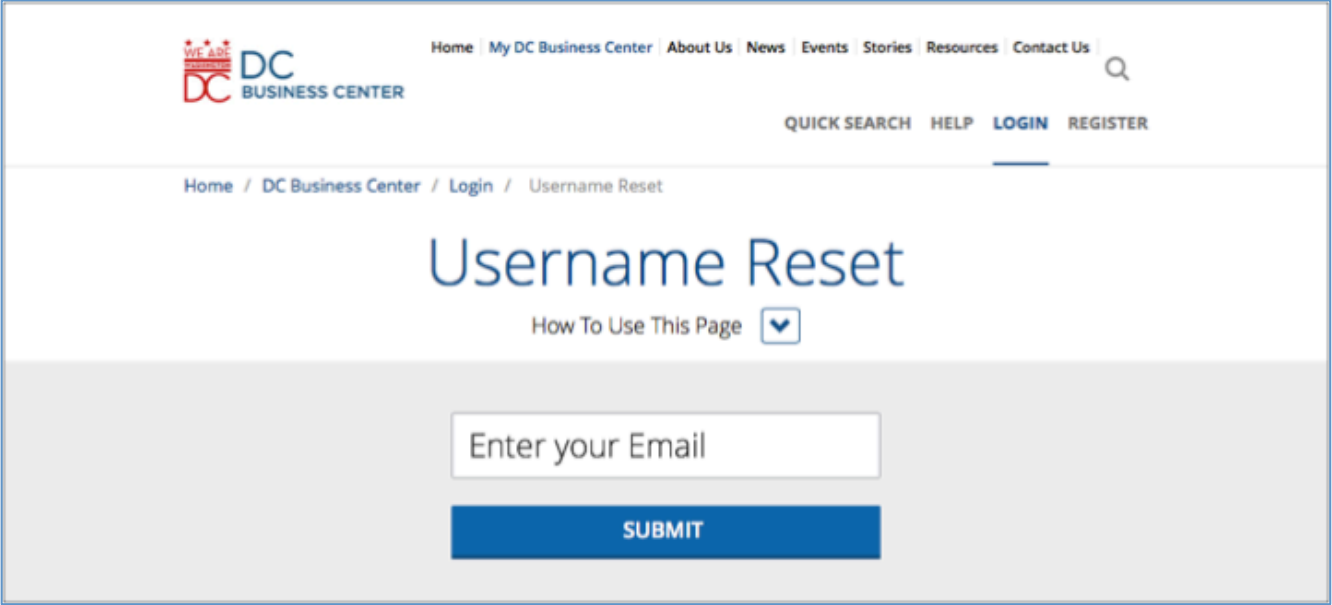 WE ARE
WASHINGTON
DC
DC
BUSINESS CENTER
Home My DC Business Center About Us News Events Stories Resources Contact Us
QUICK SEARCH HELP LOGIN REGISTER
Home / DC Business Center / Login / Username Reset
Username Reset
How To Use This Page
Enter your Email
SUBMIT